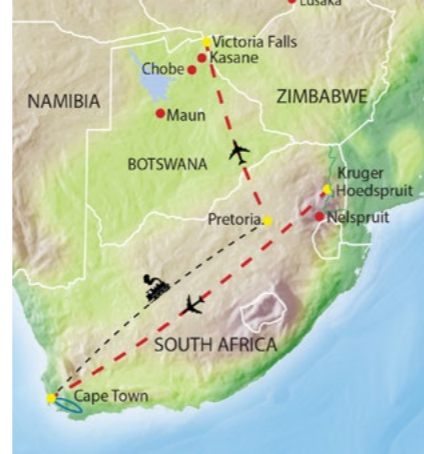 Lusaka
Victoria Falls
Kasane
Chobe
NAMIBIA
ZIMBABWE
Maun
BOTSWANA
Kruger
Hoedspruit
Pretoria
Nelspruit
SOUTH AFRICA
Cape Town